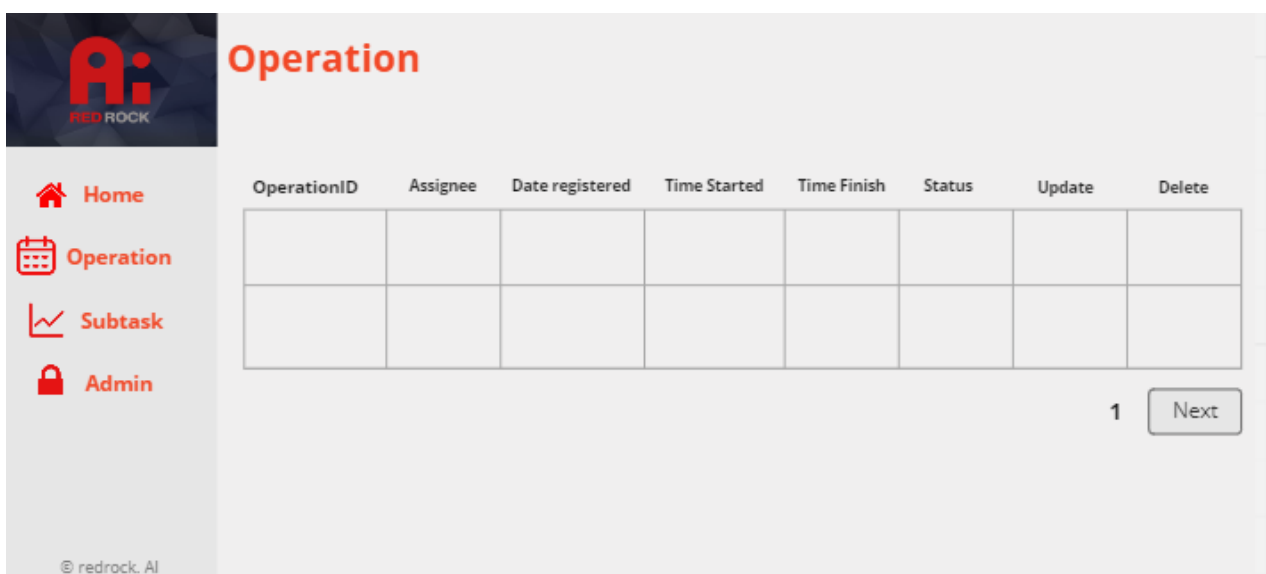 Ai
RED ROCK
Operation
Home
Operation
Subtask
Admin
OperationID Assignee Date registered Time Started Time Finish Status Update Delete
1 Next
© redrock. AI